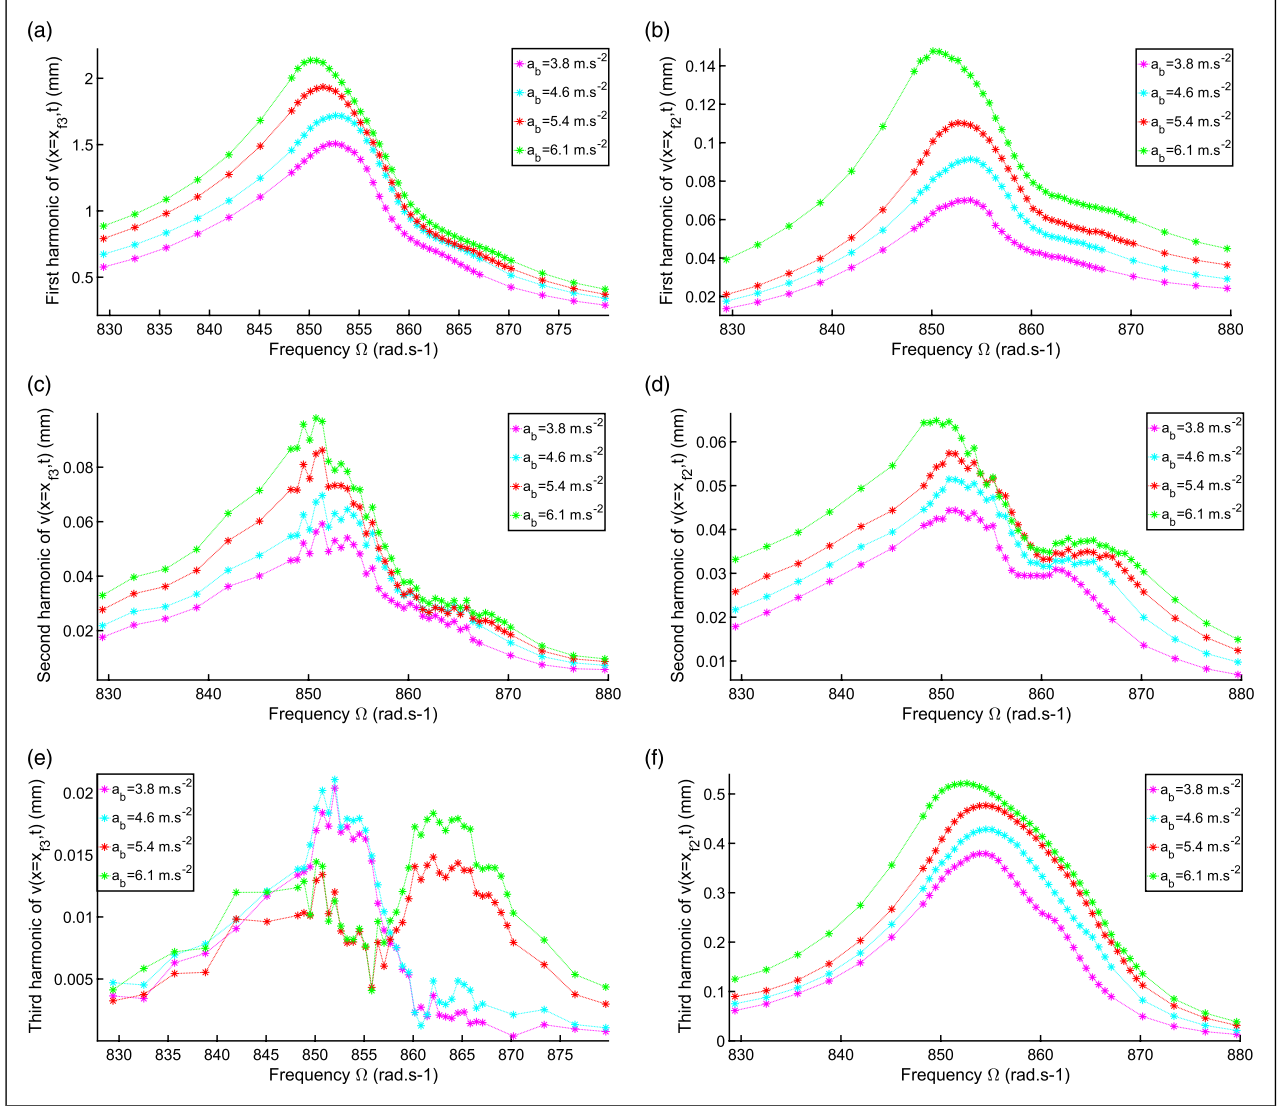 (a)
First harmonic of v(x=x_f3,t) (mm)
2
1.5
1
0.5
830 835 840 845 850 855 860 865 870 875
Frequency Ω (rad.s-1)
a_b=3.8 m.s^-2
a_b=4.6 m.s^-2
a_b=5.4 m.s^-2
a_b=6.1 m.s^-2
(b)
First harmonic of v(x=x_f2,t) (mm)
0.14
0.12
0.1
0.08
0.06
0.04
0.02
830 840 850 860 870 880
Frequency Ω (rad.s-1)
a_b=3.8 m.s^-2
a_b=4.6 m.s^-2
a_b=5.4 m.s^-2
a_b=6.1 m.s^-2
(c)
Second harmonic of v(x=x_f3,t) (mm)
0.08
0.06
0.04
0.02
830 840 850 860 870 880
Frequency Ω (rad.s-1)
a_b=3.8 m.s^-2
a_b=4.6 m.s^-2
a_b=5.4 m.s^-2
a_b=6.1 m.s^-2
(d)
Second harmonic of v(x=x_f2,t) (mm)
0.06
0.05
0.04
0.03
0.02
0.01
830 840 850 860 870 880
Frequency Ω (rad.s-1)
a_b=3.8 m.s^-2
a_b=4.6 m.s^-2
a_b=5.4 m.s^-2
a_b=6.1 m.s^-2
(e)
Third harmonic of v(x=x_f3,t) (mm)
0.02
0.015
0.01
0.005
830 835 840 845 850 855 860 865 870 875
Frequency Ω (rad.s-1)
a_b=3.8 m.s^-2
a_b=4.6 m.s^-2
a_b=5.4 m.s^-2
a_b=6.1 m.s^-2
(f)
Third harmonic of v(x=x_f2,t) (mm)
0.5
0.4
0.3
0.2
0.1
0
830 840 850 860 870 880
Frequency Ω (rad.s-1)
a_b=3.8 m.s^-2
a_b=4.6 m.s^-2
a_b=5.4 m.s^-2
a_b=6.1 m.s^-2